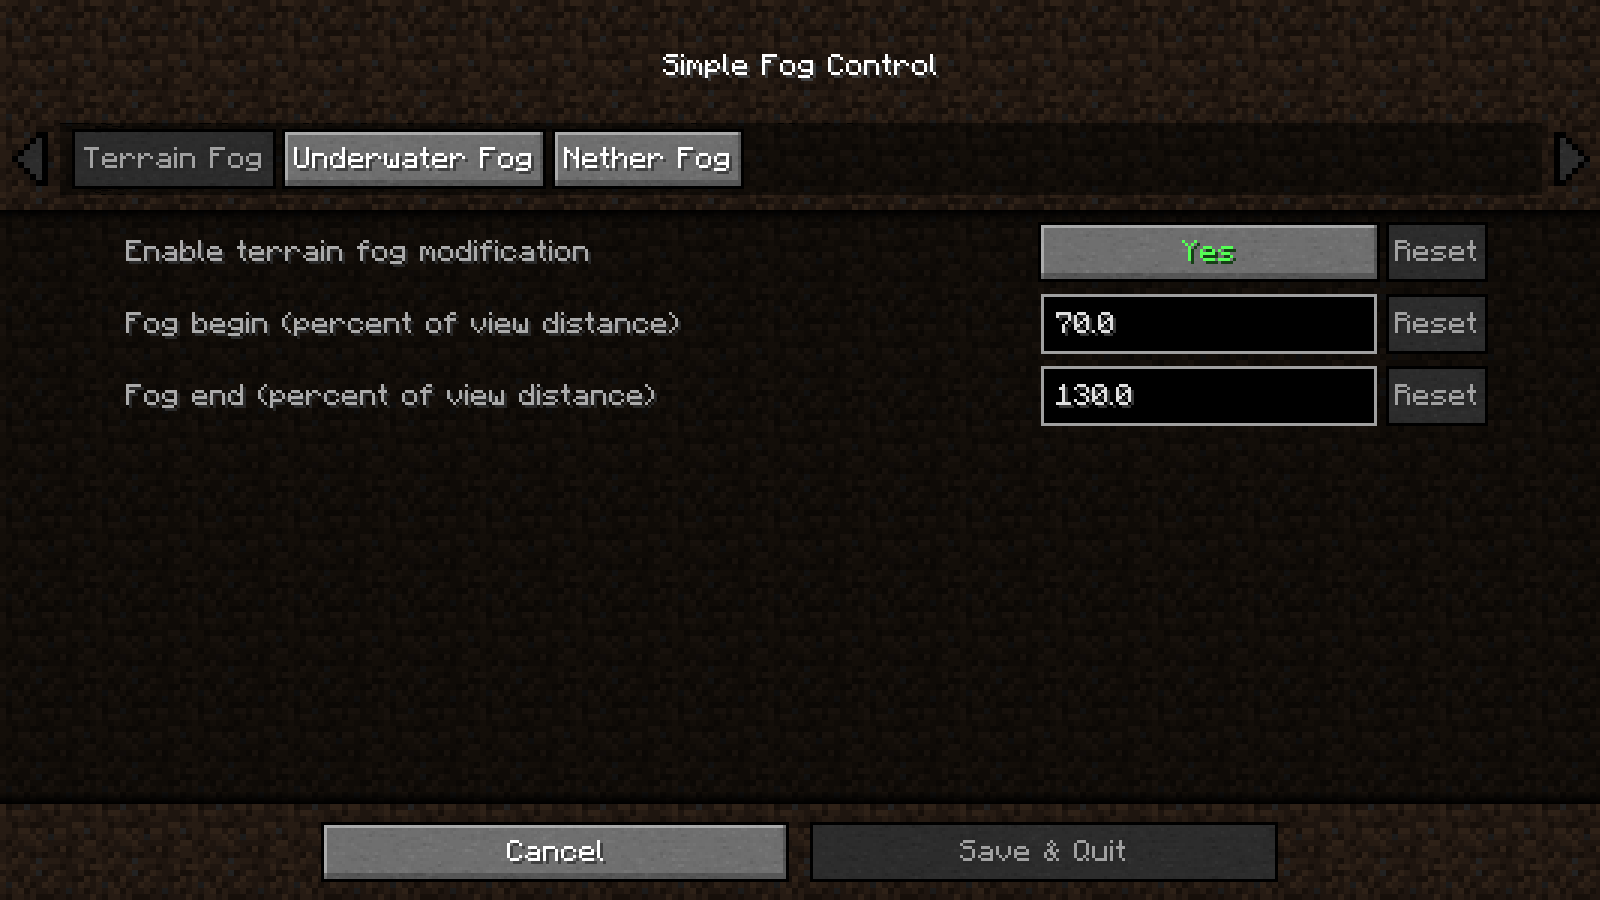 Simple Fog Control
Terrain Fog Underwater Fog Nether Fog
Enable terrain fog modification Yes Reset
Fog begin (percent of view distance) 70.0 Reset
Fog end (percent of view distance) 130.0 Reset
Cancel Save & Quit